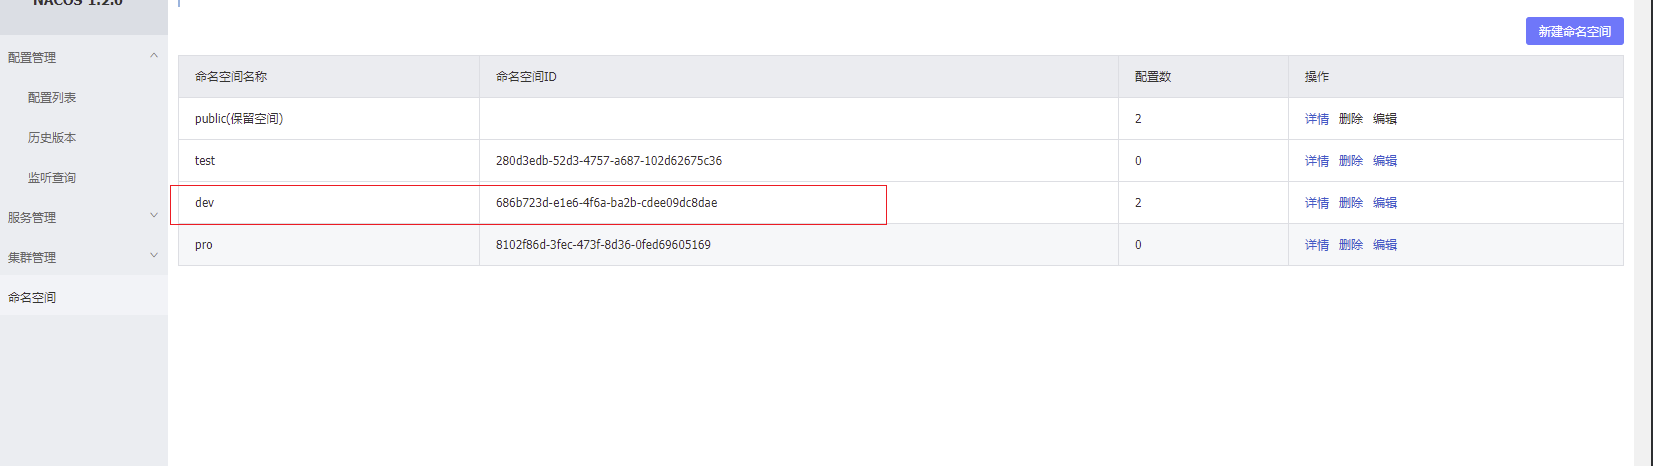 NACOS 1.2.0
新建命名空间
配置管理
配置列表
历史版本
监听查询
服务管理
集群管理
命名空间
命名空间名称 命名空间ID 配置数 操作
public(保留空间) 2 详情 删除 编辑
test 280d3edb-52d3-4757-a687-102d62675c36 0 详情 删除 编辑
dev 686b723d-e1e6-4f6a-ba2b-cdee09dc8dae 2 详情 删除 编辑
pro 8102f86d-3fec-473f-8d36-0fed69605169 0 详情 删除 编辑